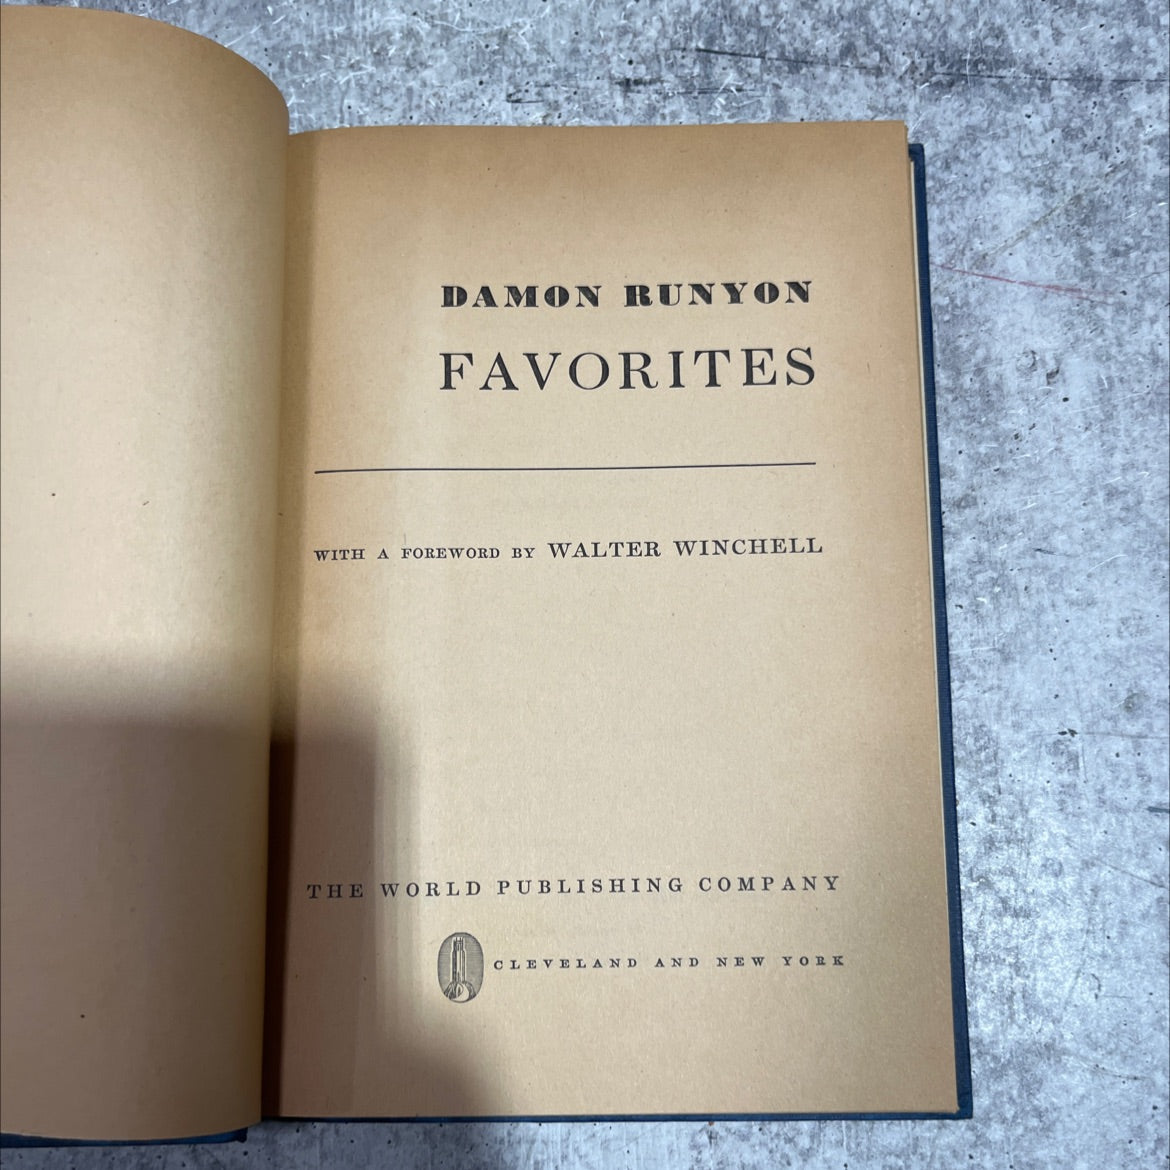 DAMON RUNYON
FAVORITES
WITH A FOREWORD BY WALTER WINCHELL
THE WORLD PUBLISHING COMPANY
CLEVELAND AND NEW YORK